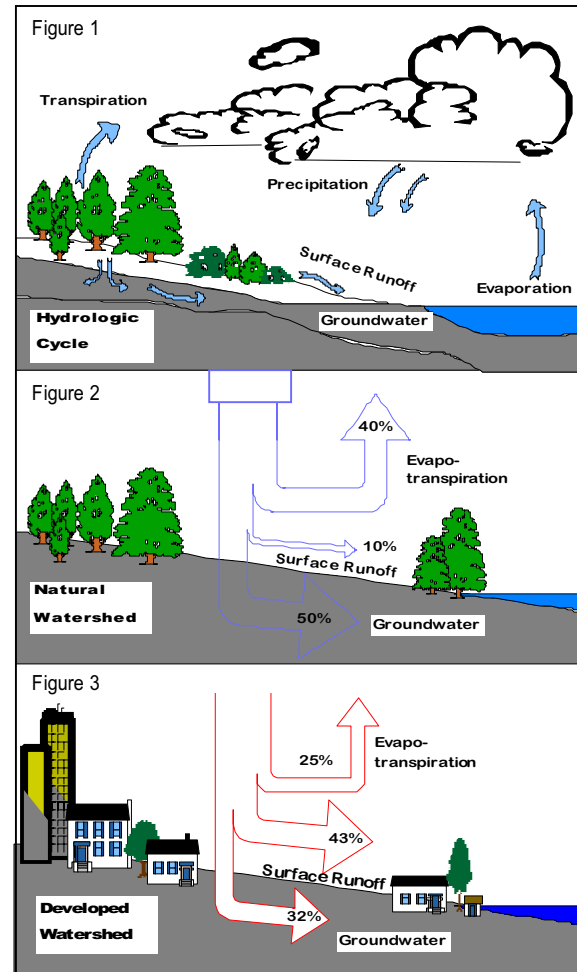 Figure 1
Transpiration
Precipitation
Surface Runoff
Evaporation
Hydrologic
Cycle
Groundwater
Figure 2
40%
Evapo-
transpiration
10%
Surface Runoff
Natural
Watershed
50%
Groundwater
Figure 3
Evapo-
transpiration
25%
43%
Surface Runoff
Developed
Watershed
32%
Groundwater